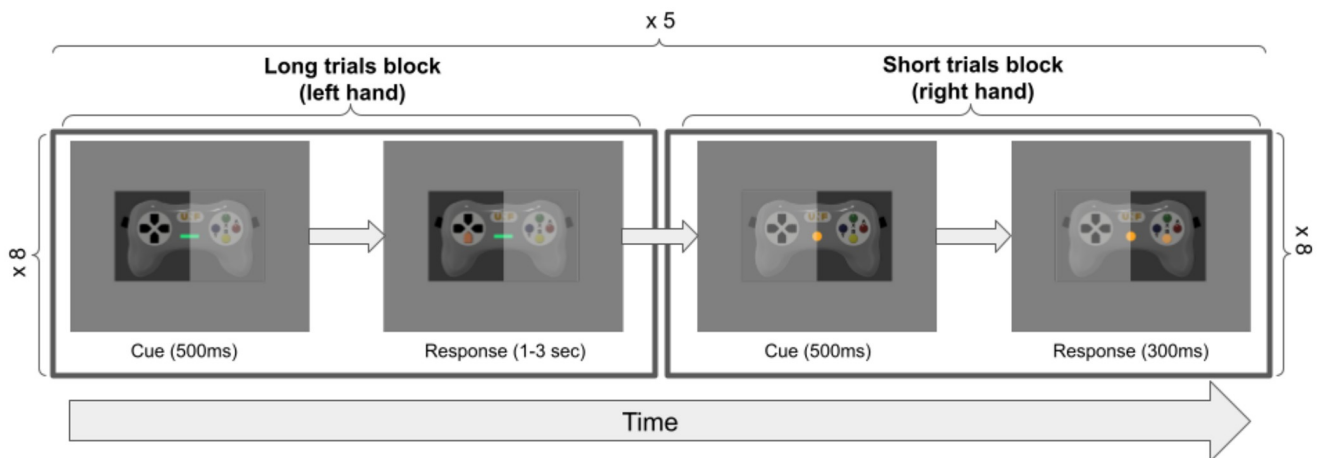 x 5
Long trials block
(left hand)
Short trials block
(right hand)
x 8
Cue (500ms)
Response (1-3 sec)
Cue (500ms)
Response (300ms)
x 8
Time